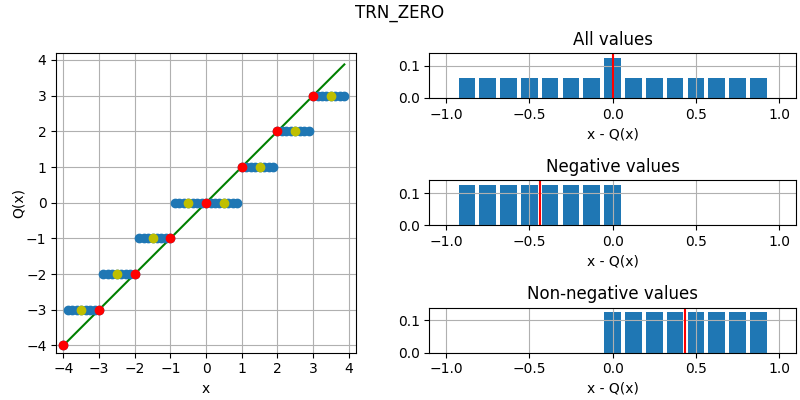 TRN_ZERO
4
3
2
1
0
−1
−2
−3
−4
Q(x)
−4 −3 −2 −1 0 1 2 3 4
x
All values
0.1
0.0
−1.0 −0.5 0.0 0.5 1.0
x - Q(x)
Negative values
0.1
0.0
−1.0 −0.5 0.0 0.5 1.0
x - Q(x)
Non-negative values
0.1
0.0
−1.0 −0.5 0.0 0.5 1.0
x - Q(x)